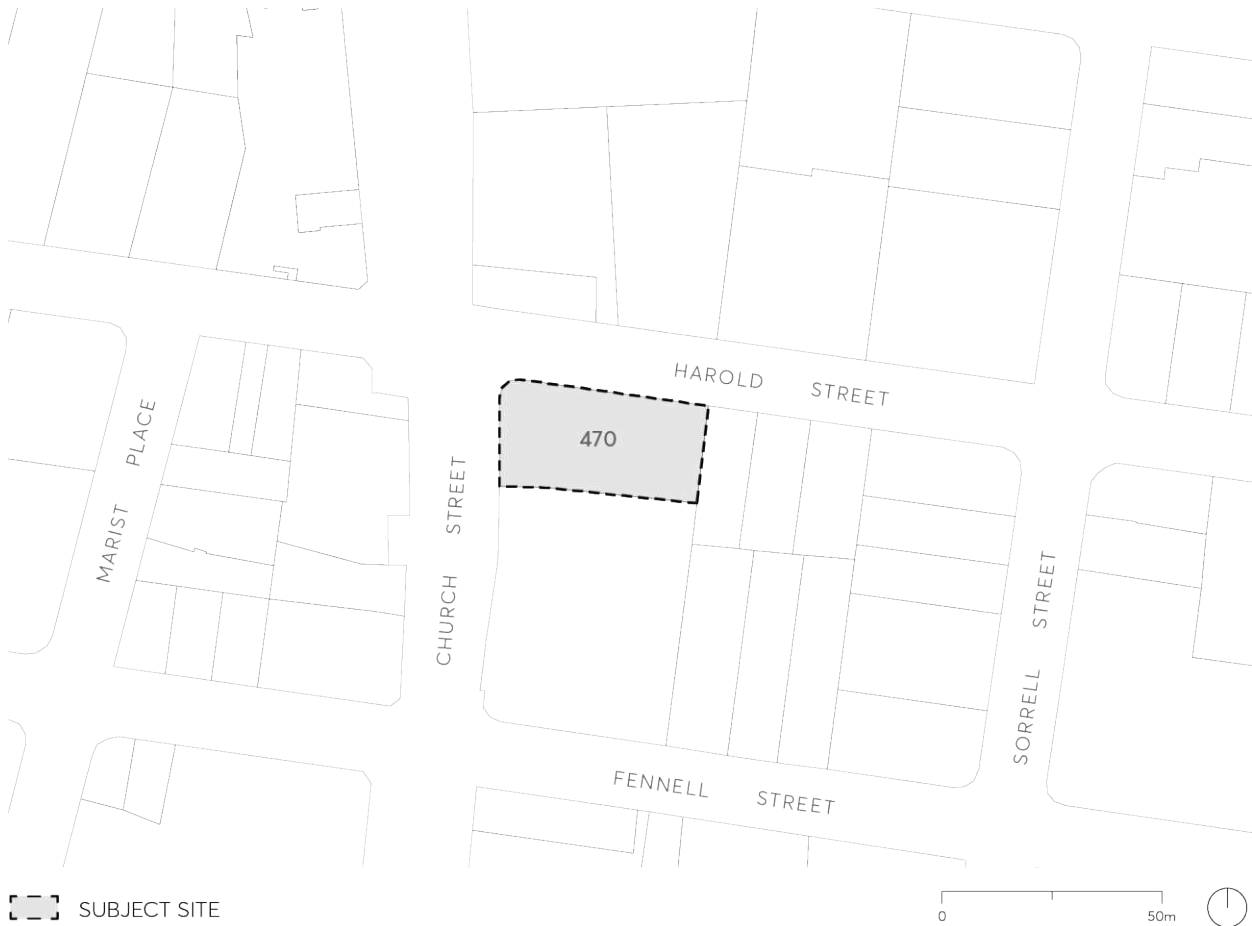 HAROLD STREET
470
MARIST PLACE
CHURCH STREET
SORRELL STREET
FENNELL STREET
SUBJECT SITE
0 50m